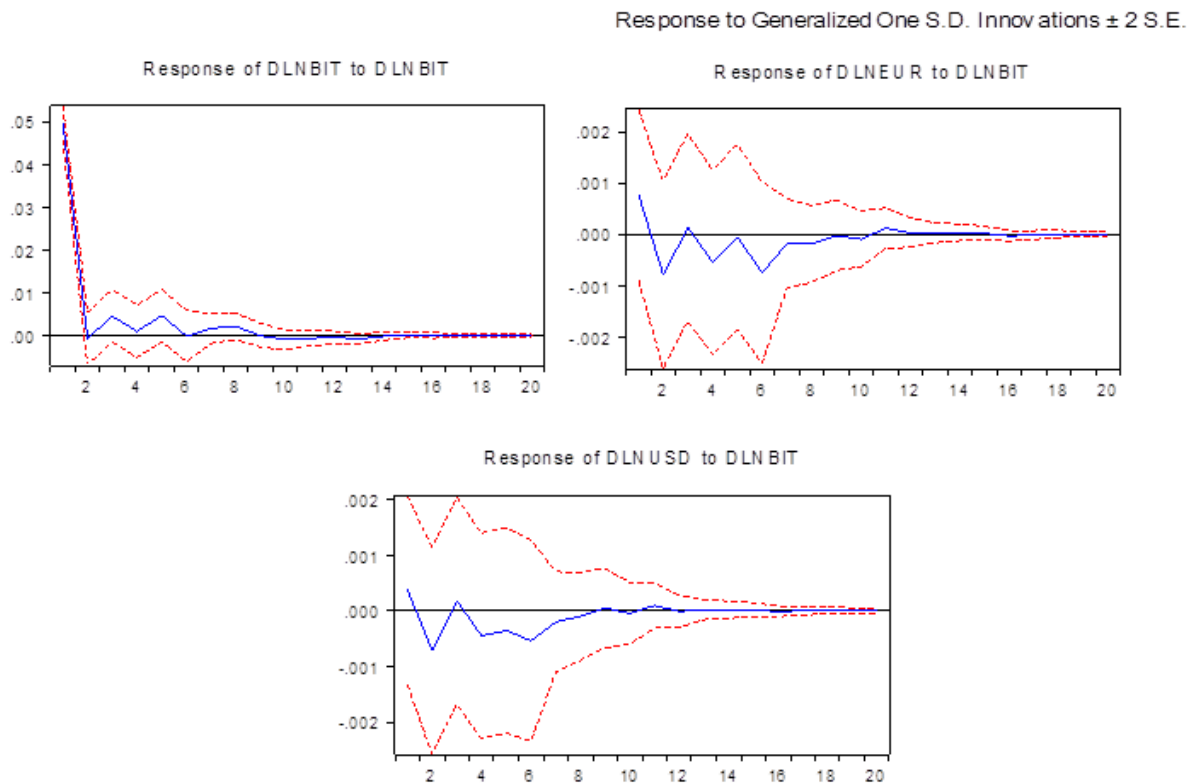 Response to Generalized One S.D. Innovations ± 2 S.E.
Response of DLNBIT to DLNBIT
.05
.04
.03
.02
.01
.00
2 4 6 8 10 12 14 16 18 20
Response of DLNEUR to DLNBIT
.002
.001
.000
-.001
-.002
2 4 6 8 10 12 14 16 18 20
Response of DLNUSD to DLNBIT
.002
.001
.000
-.001
-.002
2 4 6 8 10 12 14 16 18 20